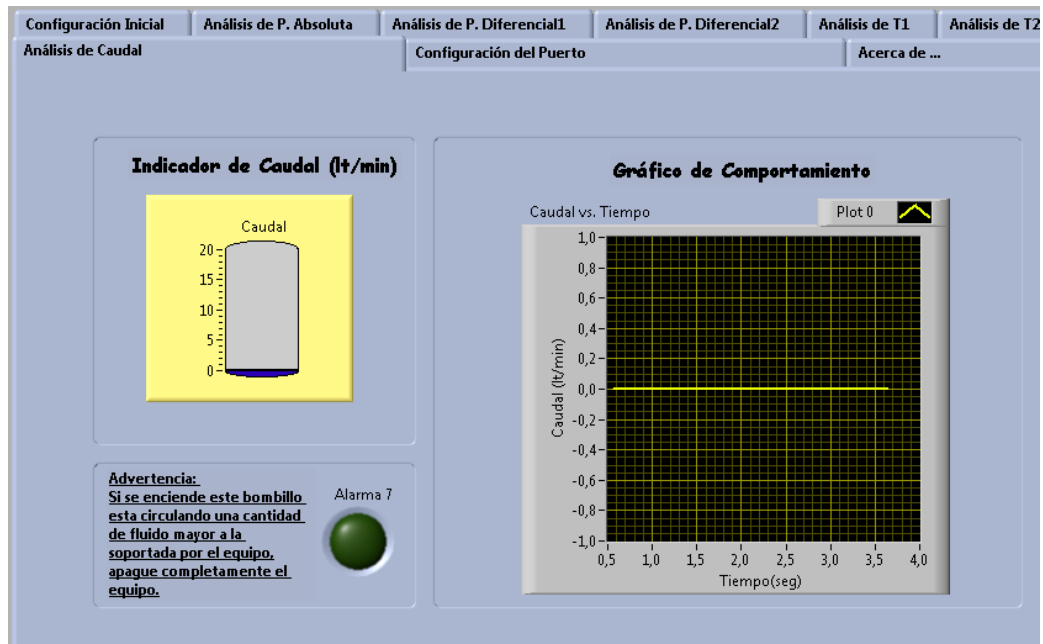 Configuración Inicial
Análisis de P. Absoluta
Análisis de P. Diferencial1
Análisis de P. Diferencial2
Análisis de T1
Análisis de T2
Análisis de Caudal
Configuración del Puerto
Acerca de ...
Indicador de Caudal (lt/min)
Caudal
20
15
10
5
0
Advertencia:
Si se enciende este bombillo
esta circulando una cantidad
de fluido mayor a la
soportada por el equipo,
apague completamente el
equipo.
Alarma 7
Gráfico de Comportamiento
Caudal vs. Tiempo
Plot 0
Caudal (lt/min)
1,0
0,8
0,6
0,4
0,2
0,0
-0,2
-0,4
-0,6
-0,8
-1,0
0,5 1,0 1,5 2,0 2,5 3,0 3,5 4,0
Tiempo(seg)